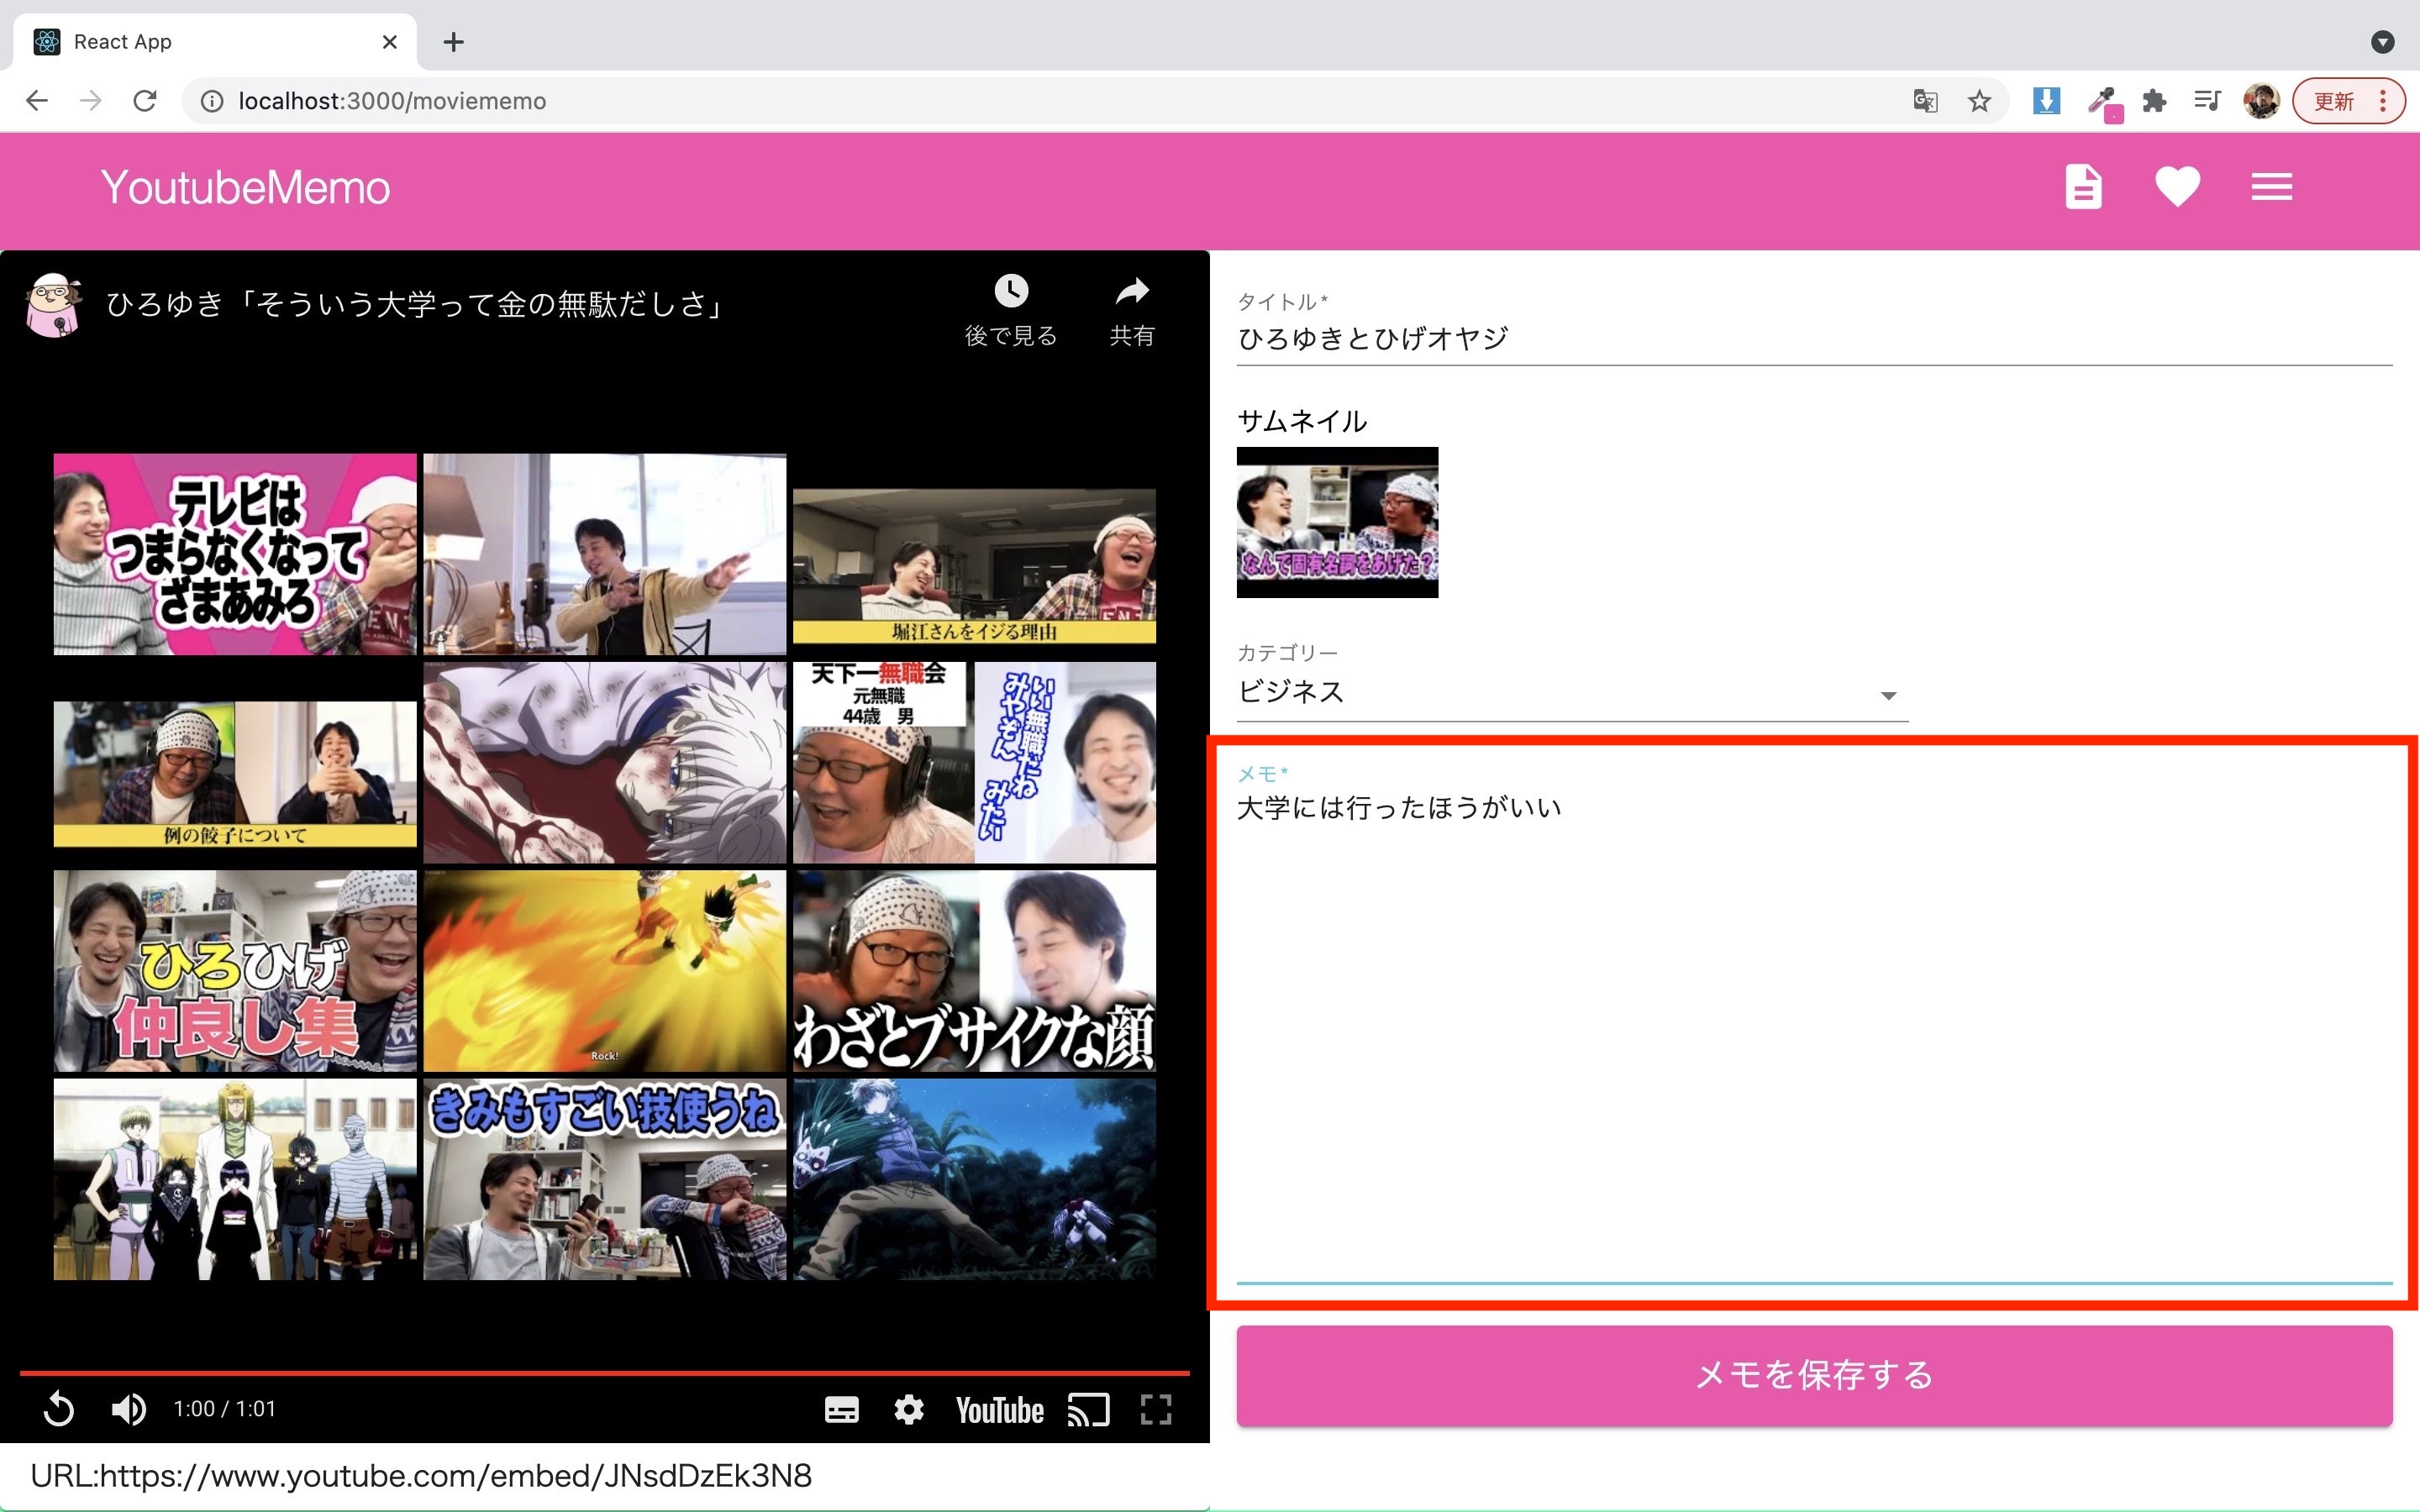 React App
localhost:3000/moviememo
更新
YoutubeMemo
ひろゆき「そういう大学って金の無駄だしさ」
後で見る
共有
テレビは
つまらなくなって
ざまあみろ
堀江さんをイジる理由
例の餃子について
天下一無職会
元無職
44歳 男
いい無職だね
みやぞん みたい
ひろひげ
仲良し集
Rock!
わざとブサイクな顔
きみもすごい技使うね
1:00 / 1:01
YouTube
URL:https://www.youtube.com/embed/JNsdDzEk3N8
タイトル*
ひろゆきとひげオヤジ
サムネイル
なんで固有名詞をあげた?
カテゴリー
ビジネス
メモ*
大学には行ったほうがいい
メモを保存する